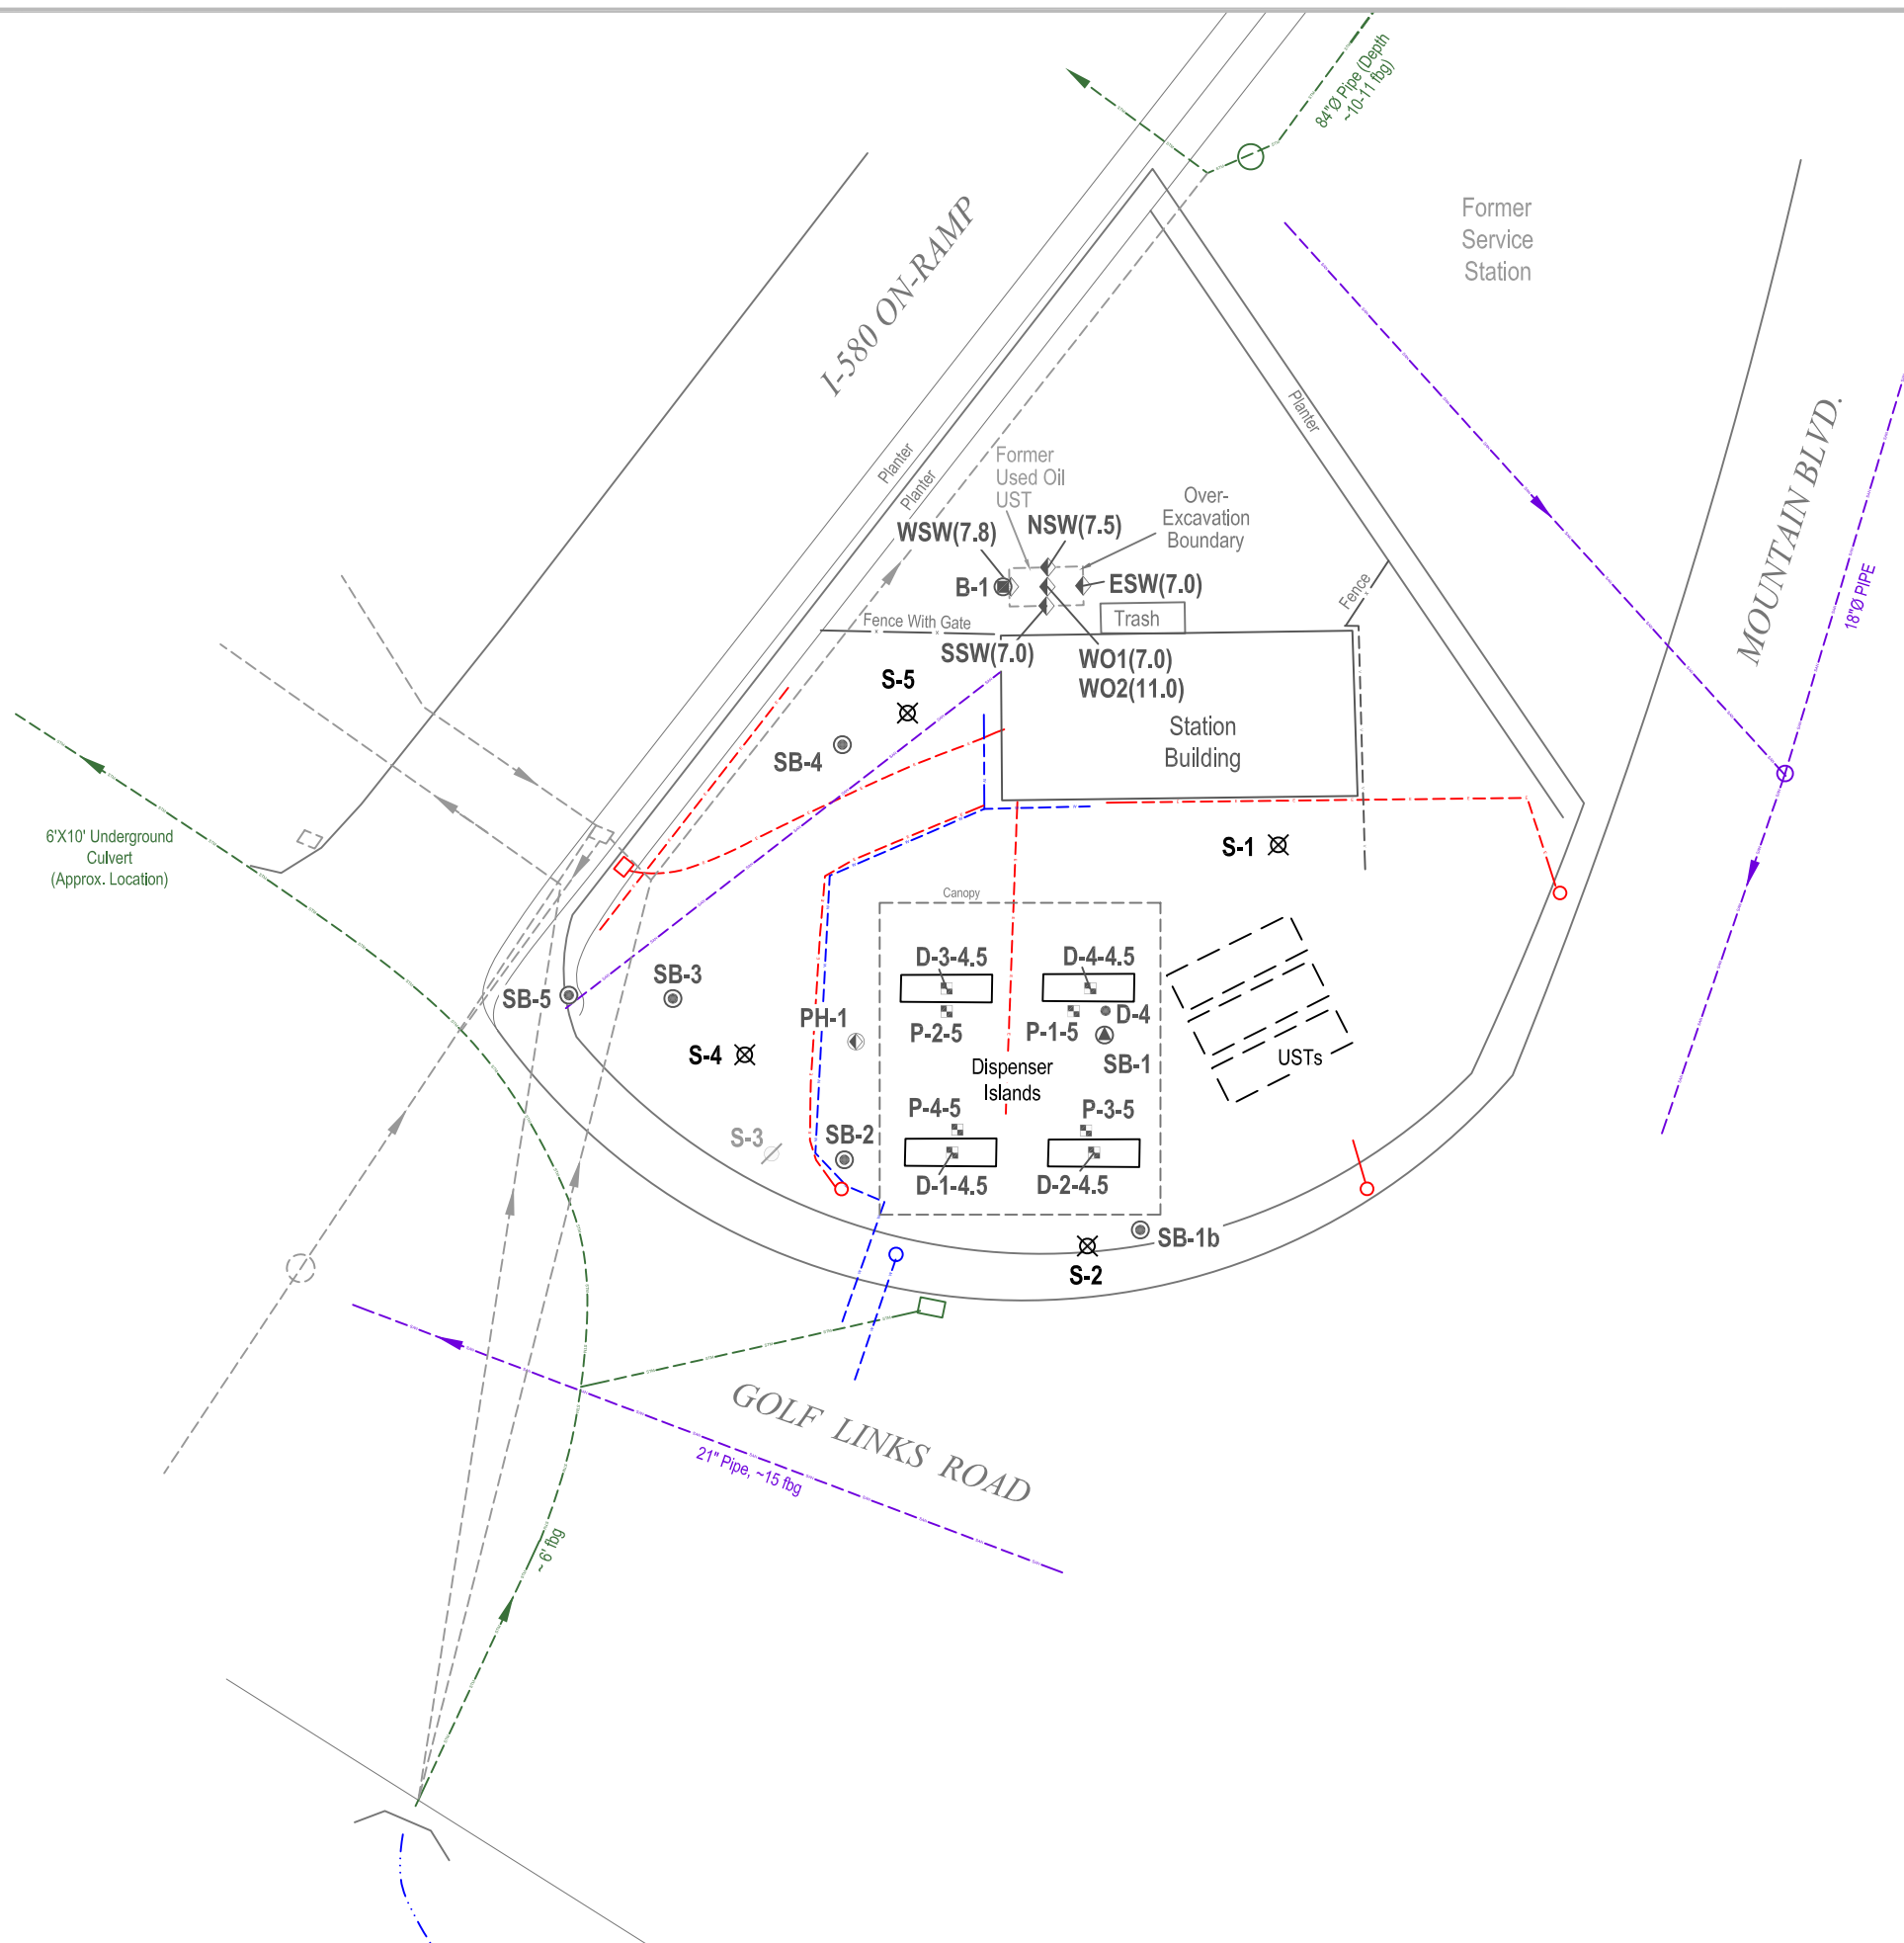 84"Ø Pipe (Depth
~10-11 fbg)
Former
Service
Station
I-580 ON-RAMP
Planter
Planter
Planter
MOUNTAIN BLVD.
18"Ø PIPE
Former
Used Oil
UST
Over-
Excavation
Boundary
WSW(7.8)
NSW(7.5)
B-1
ESW(7.0)
Fence
Fence With Gate
Trash
SSW(7.0)
WO1(7.0)
WO2(11.0)
S-5
SB-4
Station
Building
6'X10' Underground
Culvert
(Approx. Location)
S-1
Canopy
D-3-4.5
D-4-4.5
SB-3
SB-5
PH-1
P-2-5
P-1-5
D-4
S-4
SB-1
USTs
Dispenser
Islands
P-4-5
P-3-5
S-3
SB-2
D-1-4.5
D-2-4.5
SB-1b
S-2
GOLF LINKS ROAD
21" Pipe, ~15 fbg
~ 6' fbg